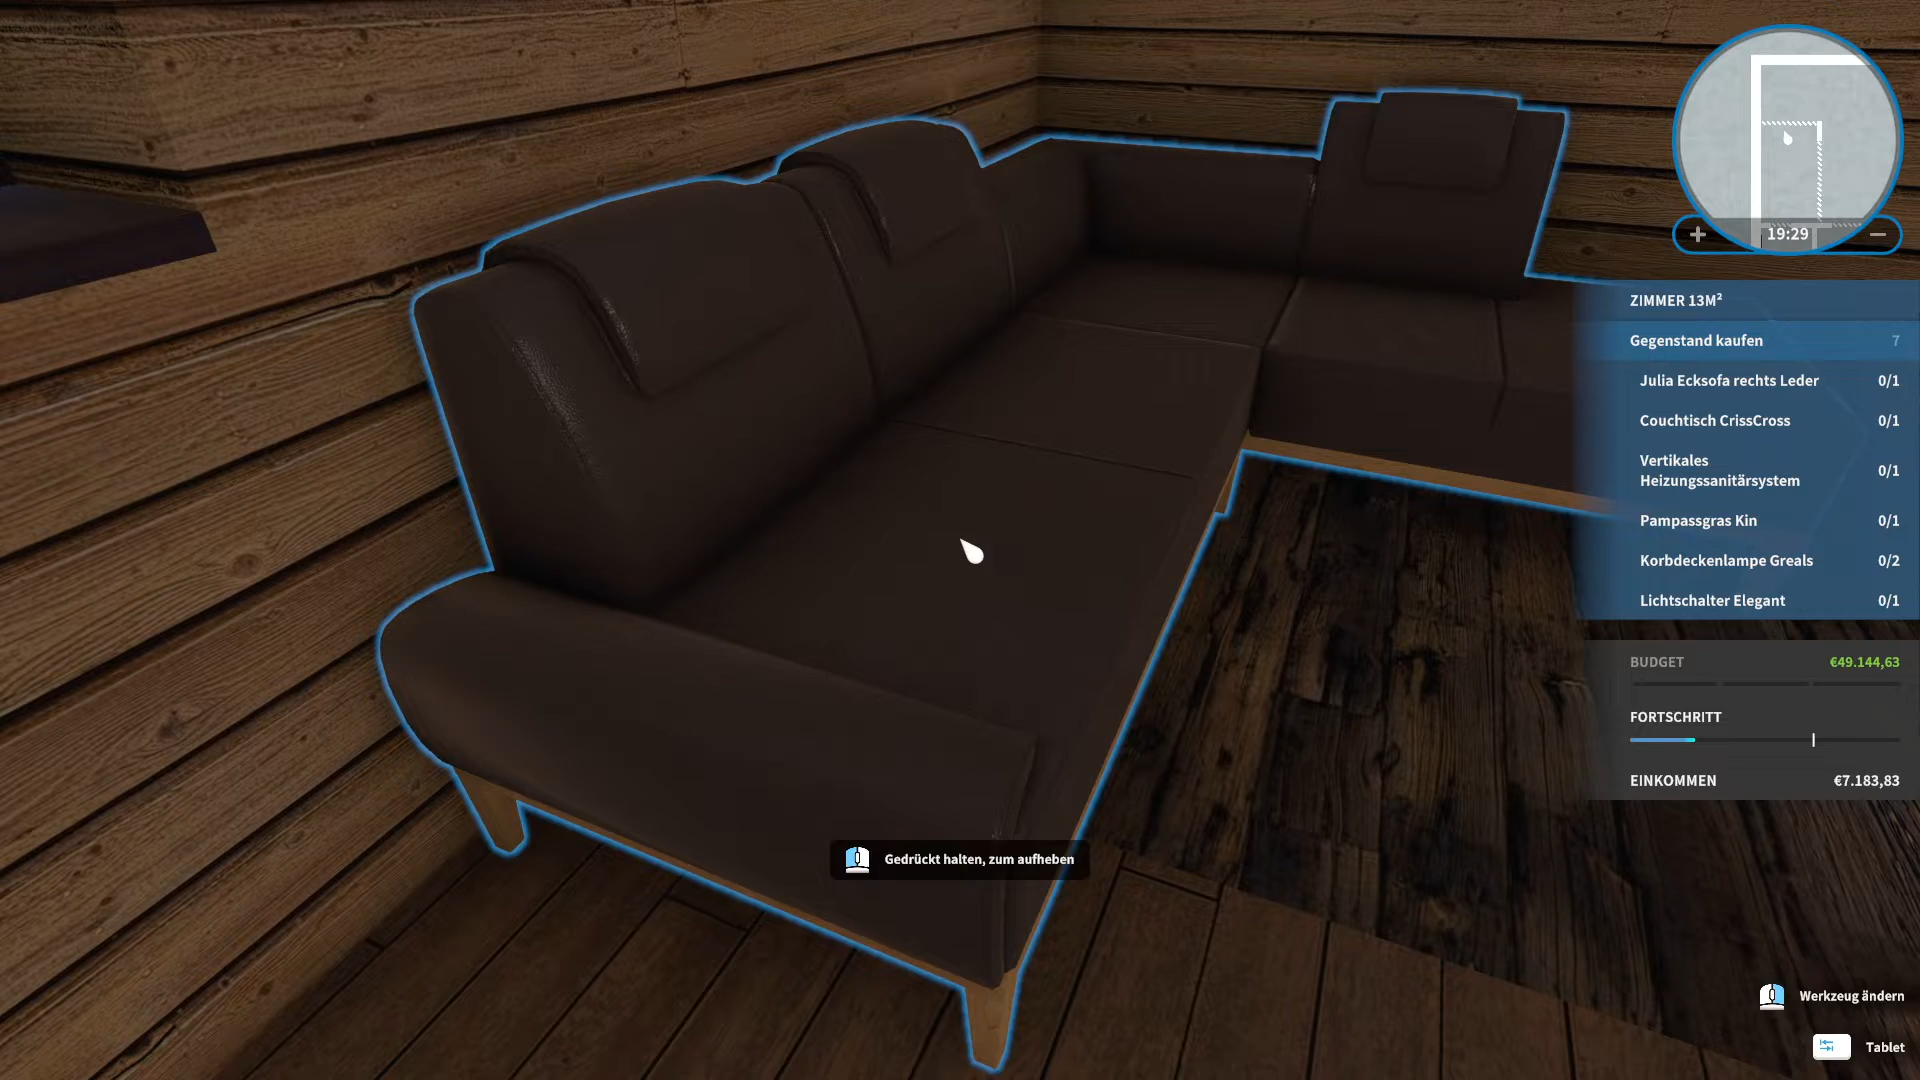 19:29
ZIMMER 13M²
Gegenstand kaufen 7
Julia Ecksofa rechts Leder 0/1
Couchtisch CrissCross 0/1
Vertikales
Heizungssanitärsystem 0/1
Pampassgras Kin 0/1
Korbdeckenlampe Greals 0/2
Lichtschalter Elegant 0/1
BUDGET €49.144,63
FORTSCHRITT
EINKOMMEN €7.183,83
Gedrückt halten, zum aufheben
Werkzeug ändern
Tablet